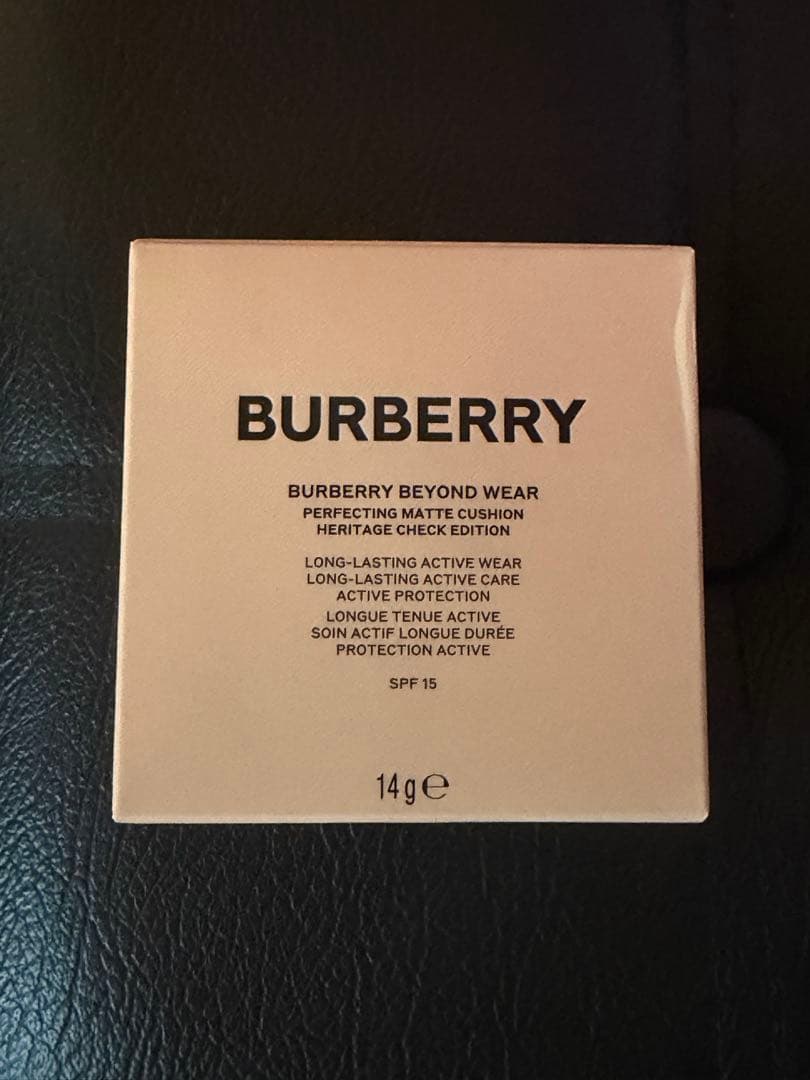 BURBERRY
BURBERRY BEYOND WEAR
PERFECTING MATTE CUSHION
HERITAGE CHECK EDITION
LONG-LASTING ACTIVE WEAR
LONG-LASTING ACTIVE CARE
ACTIVE PROTECTION
LONGUE TENUE ACTIVE
SOIN ACTIF LONGUE DURÉE
PROTECTION ACTIVE
SPF 15
14 g ℮